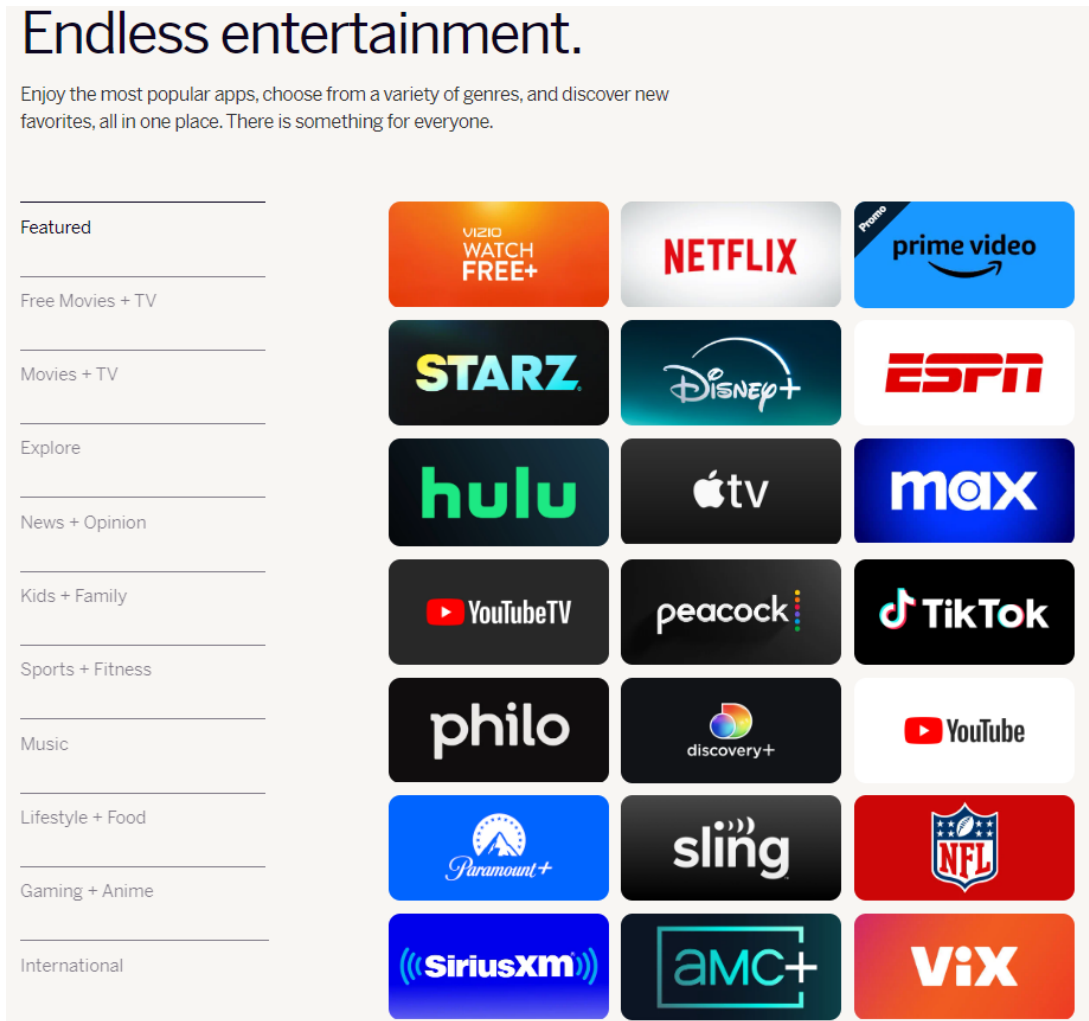 Endless entertainment.
Enjoy the most popular apps, choose from a variety of genres, and discover new
favorites, all in one place. There is something for everyone.
Featured
Free Movies + TV
Movies + TV
Explore
News + Opinion
Kids + Family
Sports + Fitness
Music
Lifestyle + Food
Gaming + Anime
International
VIZIO
WATCH
FREE+
NETFLIX
Promo
prime video
STARZ
Disney+
ESPN
hulu
tv
max
YouTubeTV
peacock
TikTok
philo
discovery+
YouTube
Paramount+
sling
NFL
SiriusXM
aMC+
ViX